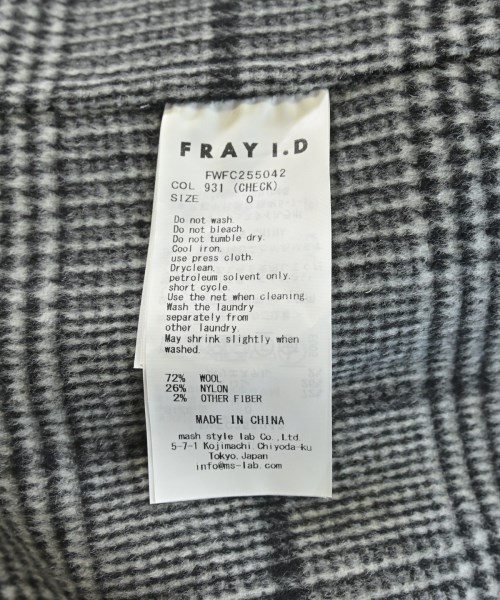 FRAY I.D
FWFC255042
COL 931 (CHECK)
SIZE 0
Do not wash.
Do not bleach.
Do not tumble dry.
Cool iron,
use press cloth.
Dryclean,
petroleum solvent only.
short cycle.
Use the net when cleaning.
Wash the laundry
separately from
other laundry.
May shrink slightly when
washed.
72% WOOL
26% NYLON
2% OTHER FIBER
MADE IN CHINA
mash style lab Co., Ltd.
5-7-1 Kojimachi, Chiyoda-ku
Tokyo, Japan
info@ms-lab.com